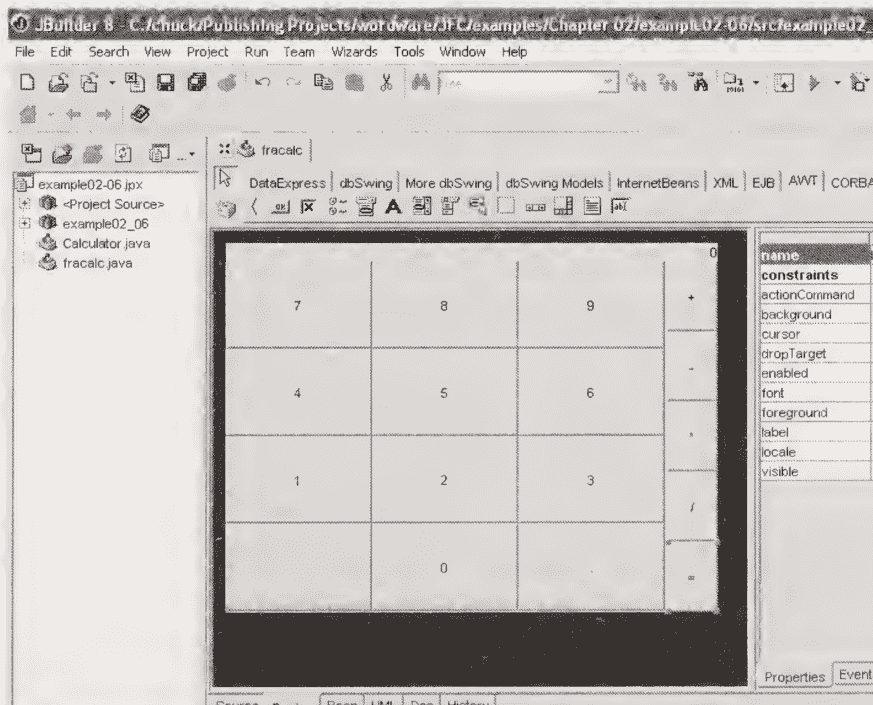 JBuilder 8 - C:/Chuck/Publishing Projects/wordware/JFC/examples/Chapter 02/example02-06/src/example02_
File Edit Search View Project Run Team Wizards Tools Window Help
fracalc
example02-06.jpx
<Project Source>
example02_06
Calculator.java
fracalc.java
DataExpress dbSwing More dbSwing dbSwing Models InternetBeans XML EJB AWT CORBA
0
7 8 9 +
4 5 6 -
1 2 3 *
/
0 . =
name
constraints
actionCommand
background
cursor
dropTarget
enabled
font
foreground
label
locale
visible
Properties Event
Source Bean UML Doc History